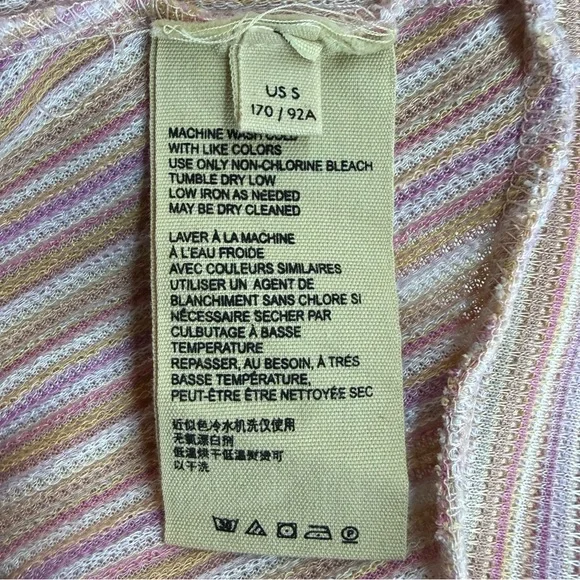 US S
170 / 92A
MACHINE WASH COLD
WITH LIKE COLORS
USE ONLY NON-CHLORINE BLEACH
TUMBLE DRY LOW
LOW IRON AS NEEDED
MAY BE DRY CLEANED
LAVER À LA MACHINE
À L'EAU FROIDE
AVEC COULEURS SIMILAIRES
UTILISER UN AGENT DE
BLANCHIMENT SANS CHLORE SI
NÉCESSAIRE SECHER PAR
CULBUTAGE À BASSE
TEMPERATURE
REPASSER, AU BESOIN, À TRÈS
BASSE TEMPÉRATURE,
PEUT-ÊTRE ÊTRE NETTOYÉE SEC
近似色冷水机洗仅使用
无氯漂白剂
低温烘干低温熨烫可
以干洗